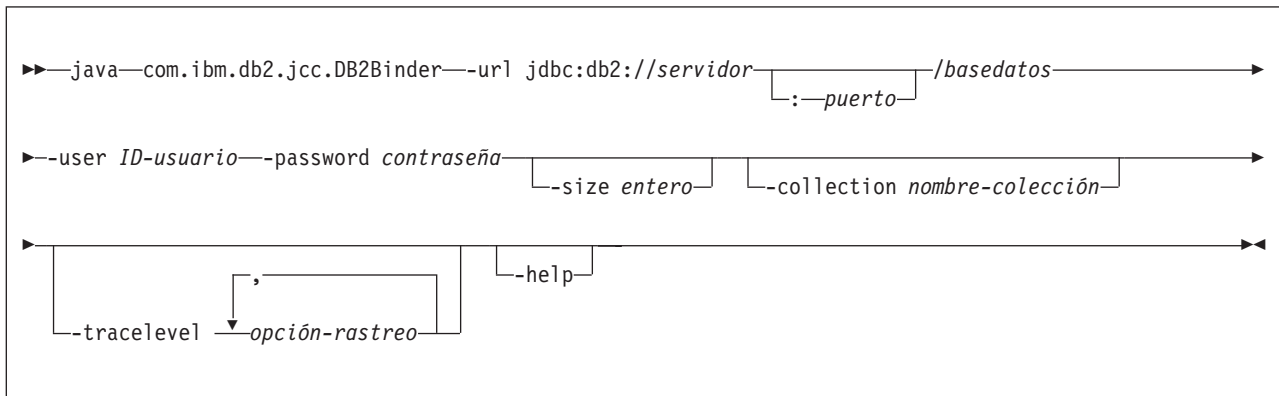 java com.ibm.db2.jcc.DB2Binder -url jdbc:db2://servidor /basedatos
: puerto
-user ID-usuario -password contraseña
-size entero -collection nombre-colección
,
-help
-tracelevel opción-rastreo